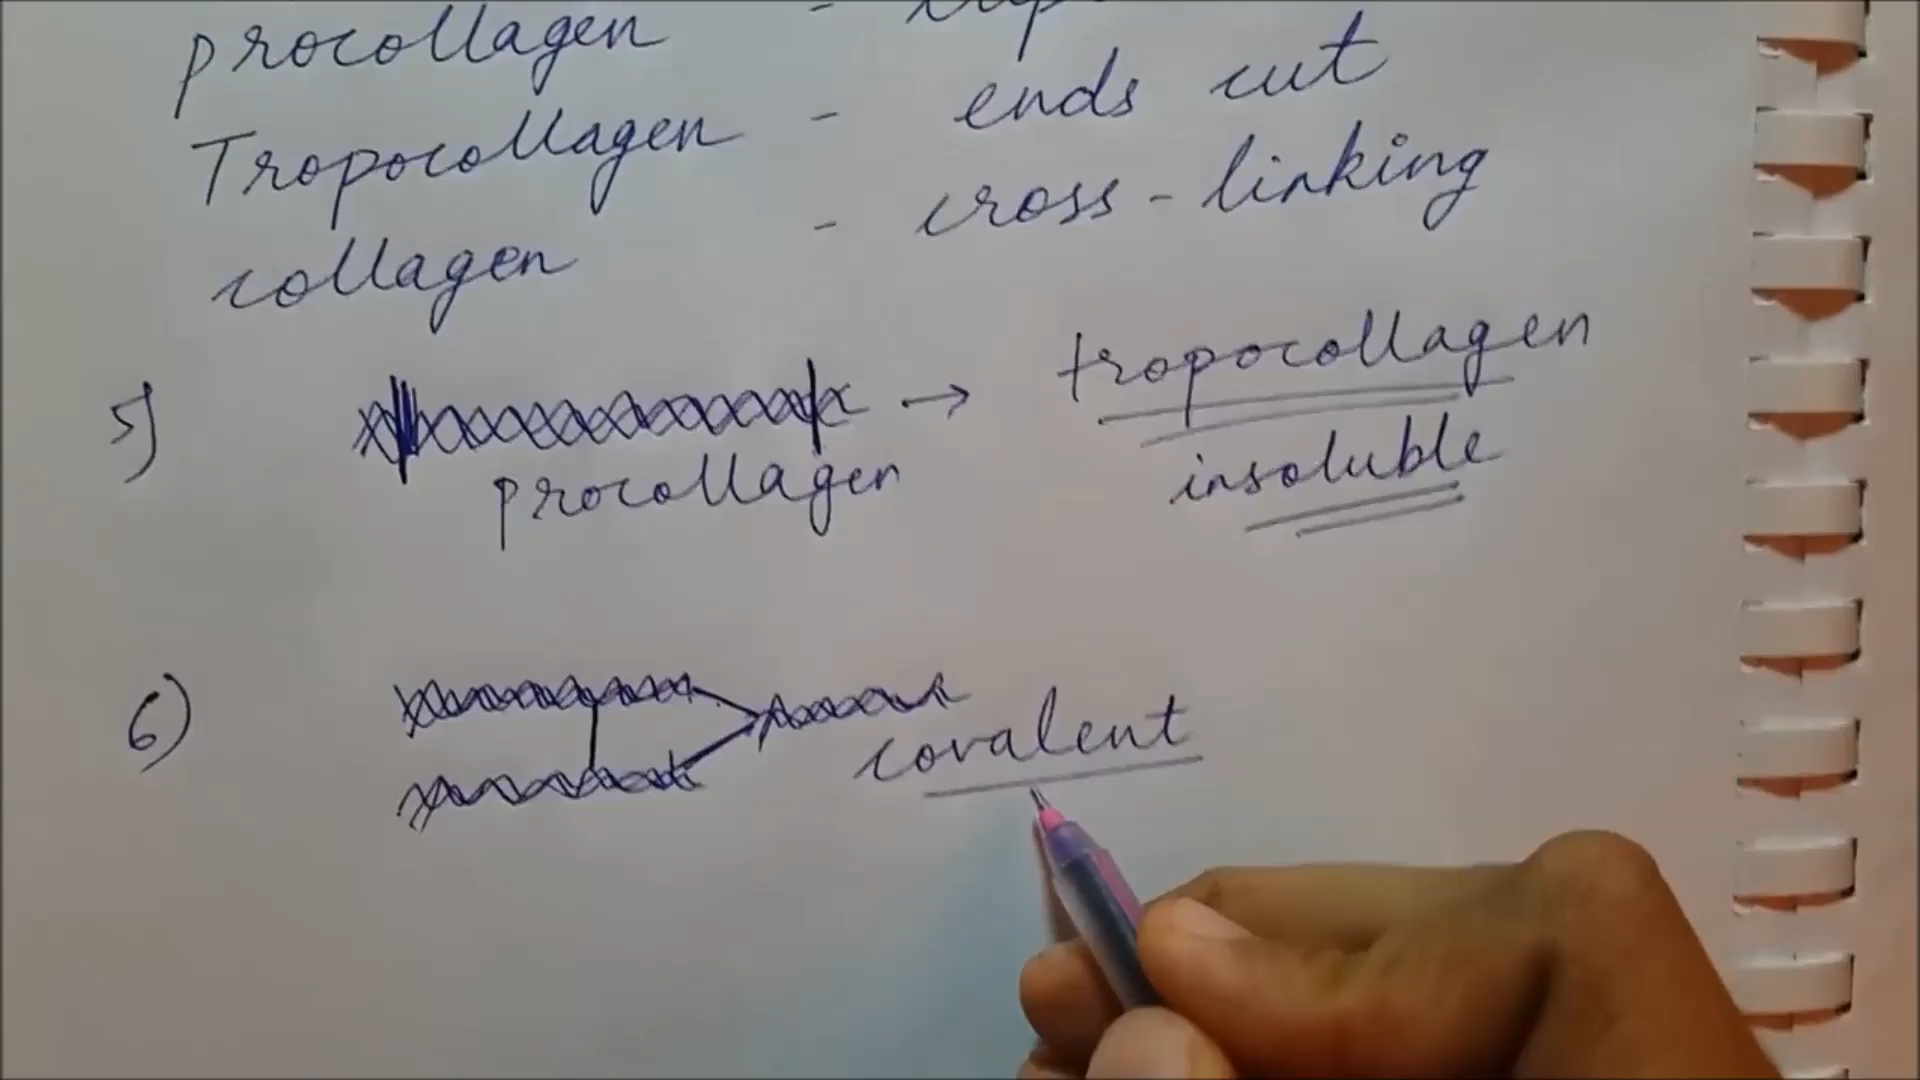 procollagen -
Tropocollagen - ends cut
collagen - cross-linking
5) → tropocollagen
procollagen insoluble
6) covalent